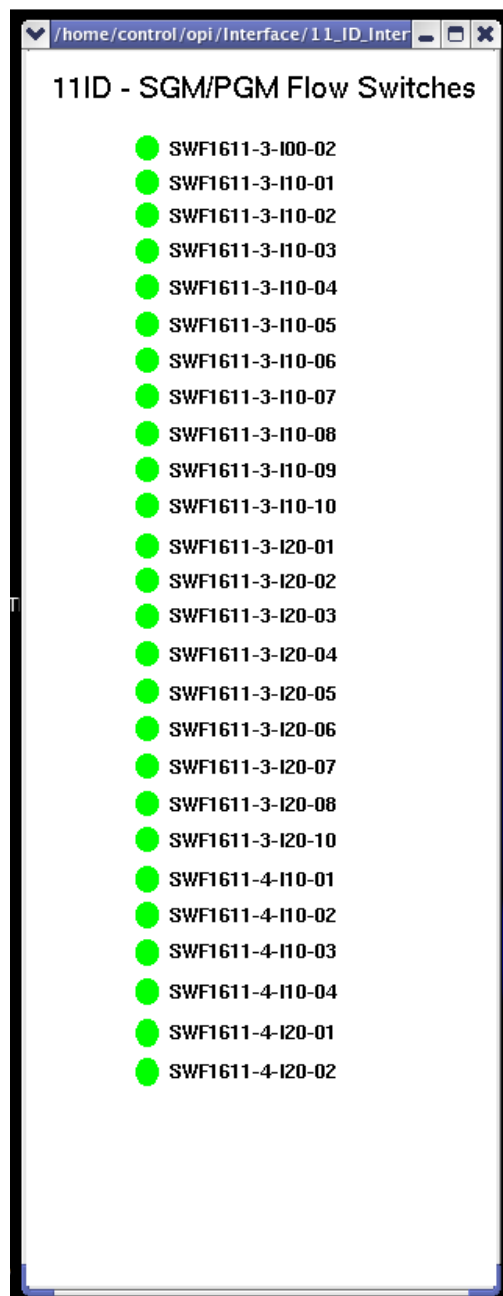 /home/control/opi/Interface/11_ID_Inter
11ID - SGM/PGM Flow Switches
SWF1611-3-I00-02
SWF1611-3-I10-01
SWF1611-3-I10-02
SWF1611-3-I10-03
SWF1611-3-I10-04
SWF1611-3-I10-05
SWF1611-3-I10-06
SWF1611-3-I10-07
SWF1611-3-I10-08
SWF1611-3-I10-09
SWF1611-3-I10-10
SWF1611-3-I20-01
SWF1611-3-I20-02
SWF1611-3-I20-03
T
SWF1611-3-I20-04
SWF1611-3-I20-05
SWF1611-3-I20-06
SWF1611-3-I20-07
SWF1611-3-I20-08
SWF1611-3-I20-10
SWF1611-4-I10-01
SWF1611-4-I10-02
SWF1611-4-I10-03
SWF1611-4-I10-04
SWF1611-4-I20-01
SWF1611-4-I20-02